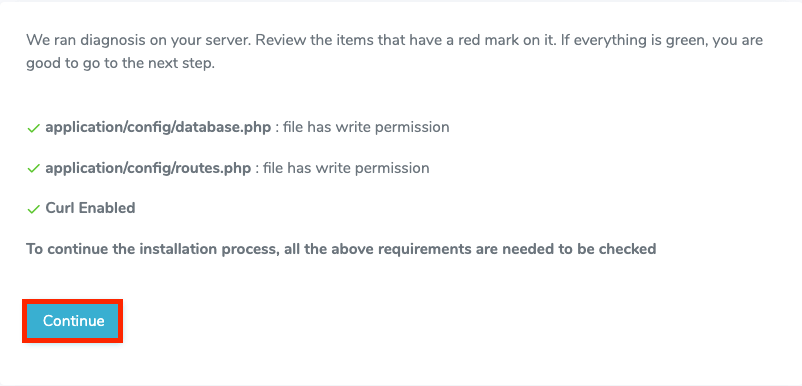 We ran diagnosis on your server. Review the items that have a red mark on it. If everything is green, you are
good to go to the next step.
application/config/database.php : file has write permission
application/config/routes.php : file has write permission
Curl Enabled
To continue the installation process, all the above requirements are needed to be checked
Continue